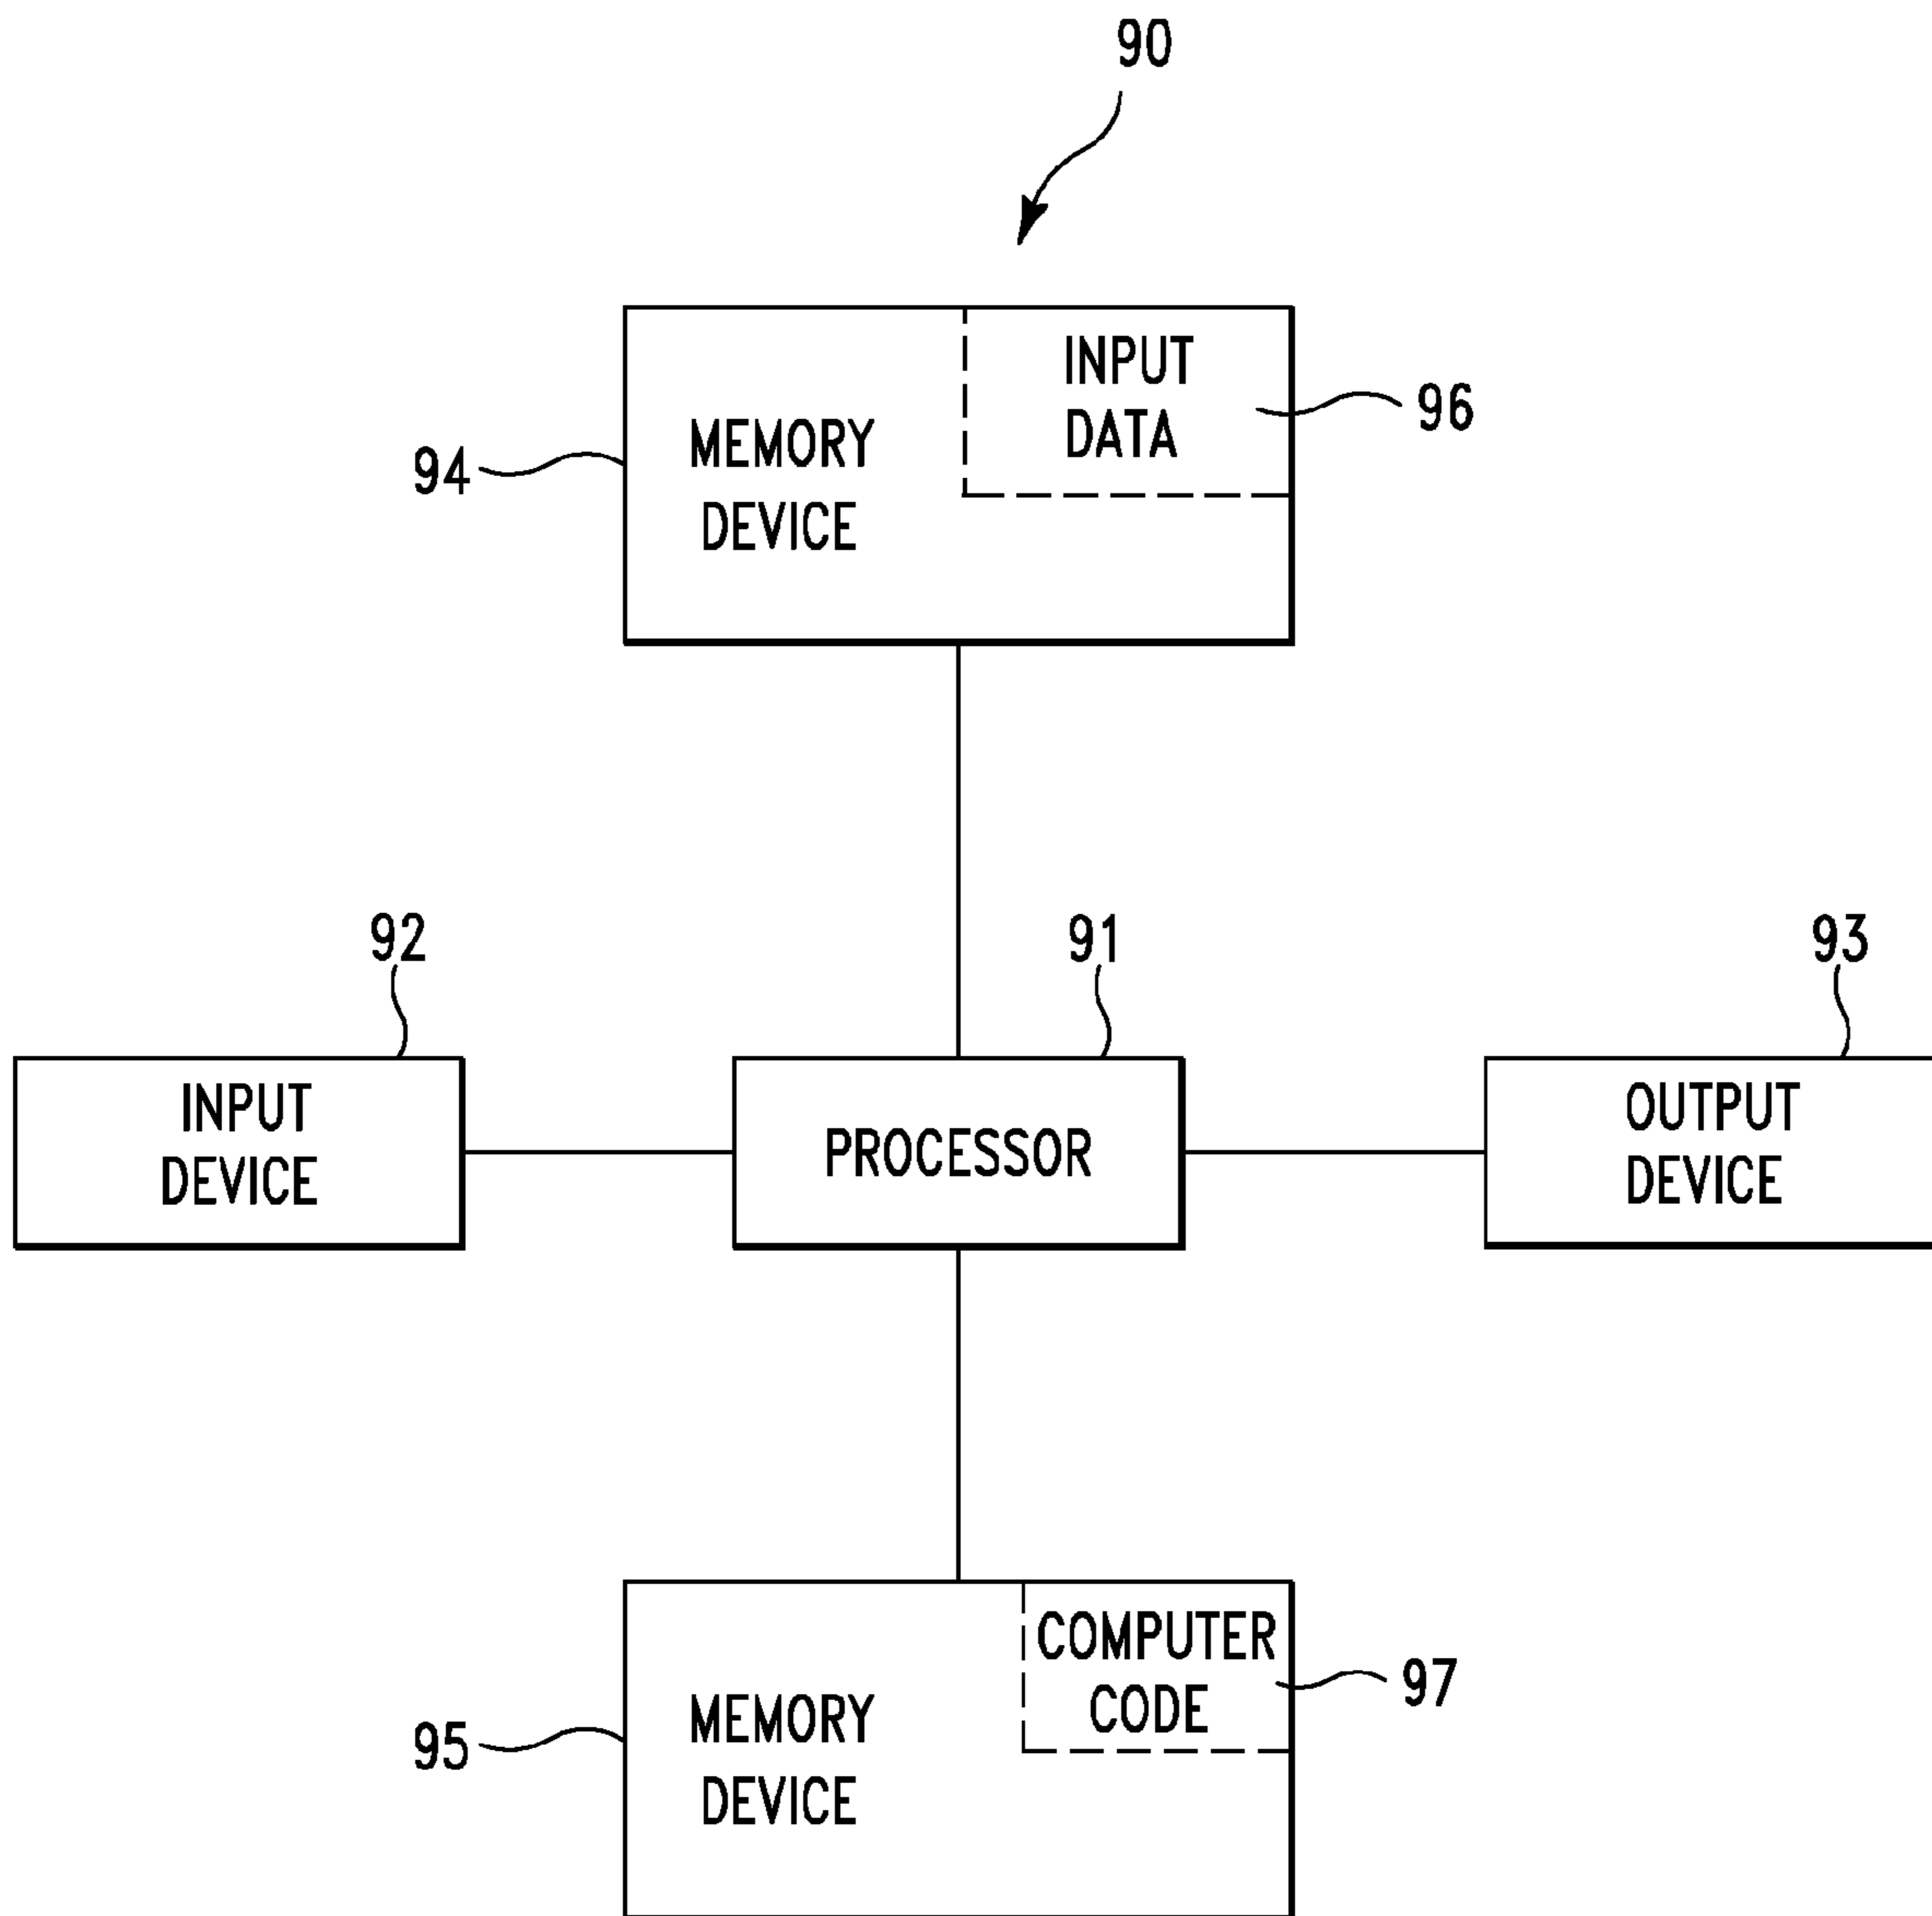 90
INPUT
DATA
96
MEMORY
DEVICE
94
92
91
93
INPUT
DEVICE
PROCESSOR
OUTPUT
DEVICE
COMPUTER
CODE
97
MEMORY
DEVICE
95